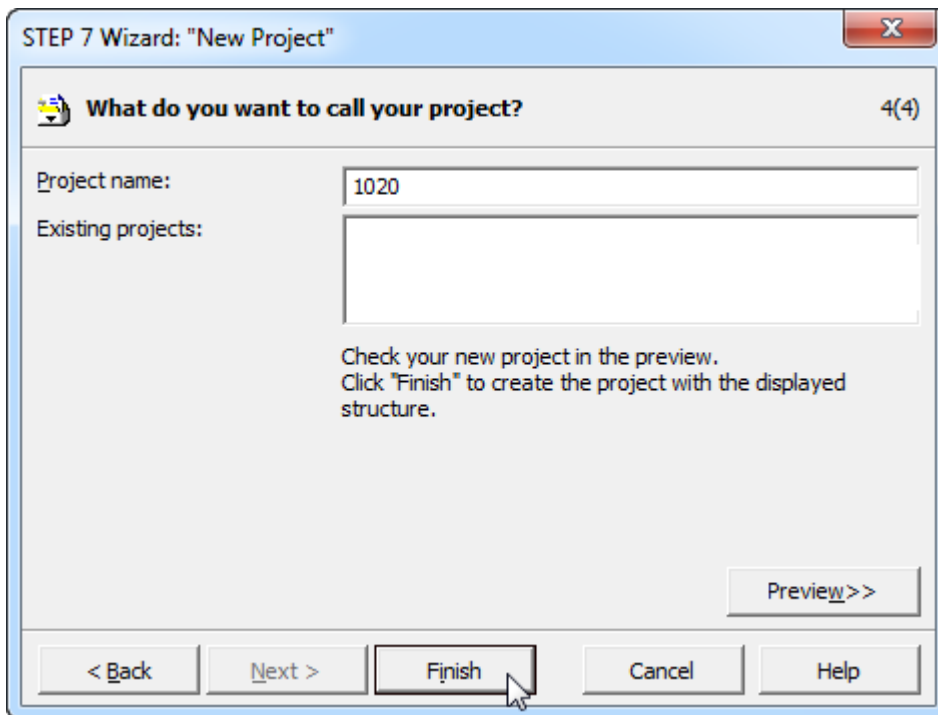 STEP 7 Wizard: "New Project"
What do you want to call your project? 4(4)
Project name: 1020
Existing projects:
Check your new project in the preview.
Click "Finish" to create the project with the displayed
structure.
Preview>>
< Back Next > Finish Cancel Help